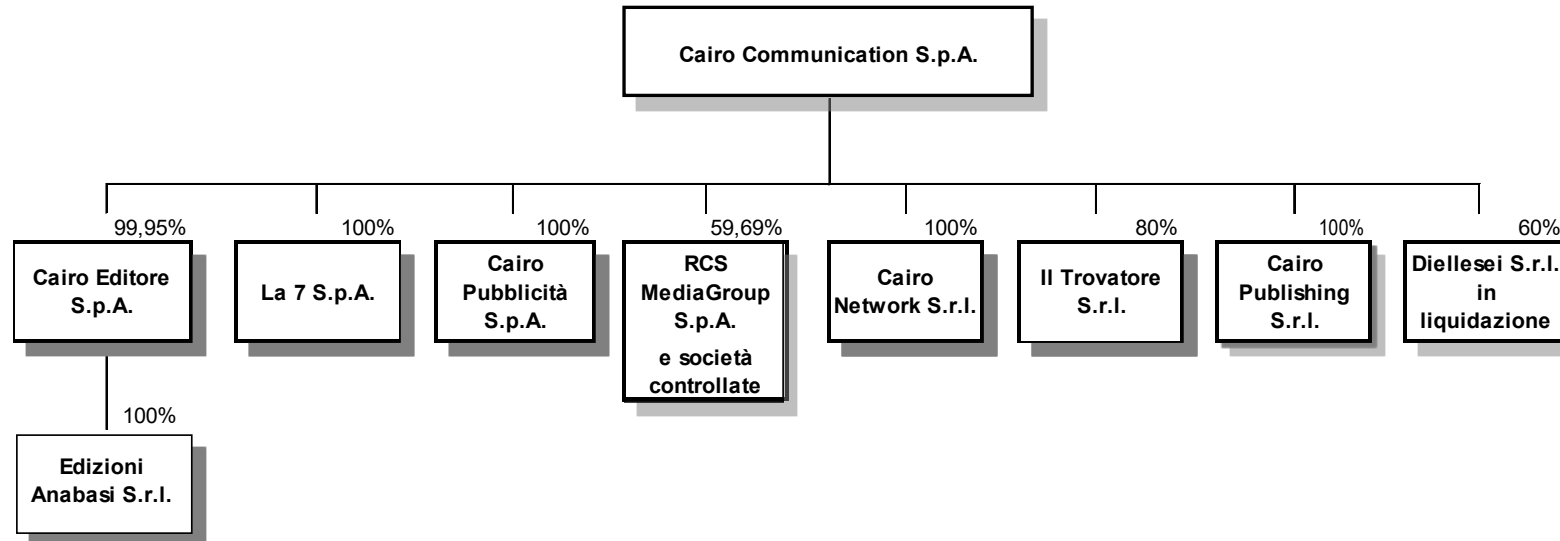 Cairo Communication S.p.A.
99,95%
Cairo Editore
S.p.A.
100%
La 7 S.p.A.
100%
Cairo
Pubblicità
S.p.A.
59,69%
RCS
MediaGroup
S.p.A.
e società
controllate
100%
Cairo
Network S.r.l.
80%
Il Trovatore
S.r.l.
100%
Cairo
Publishing
S.r.l.
60%
Diellesei S.r.l.
in
liquidazione
100%
Edizioni
Anabasi S.r.l.